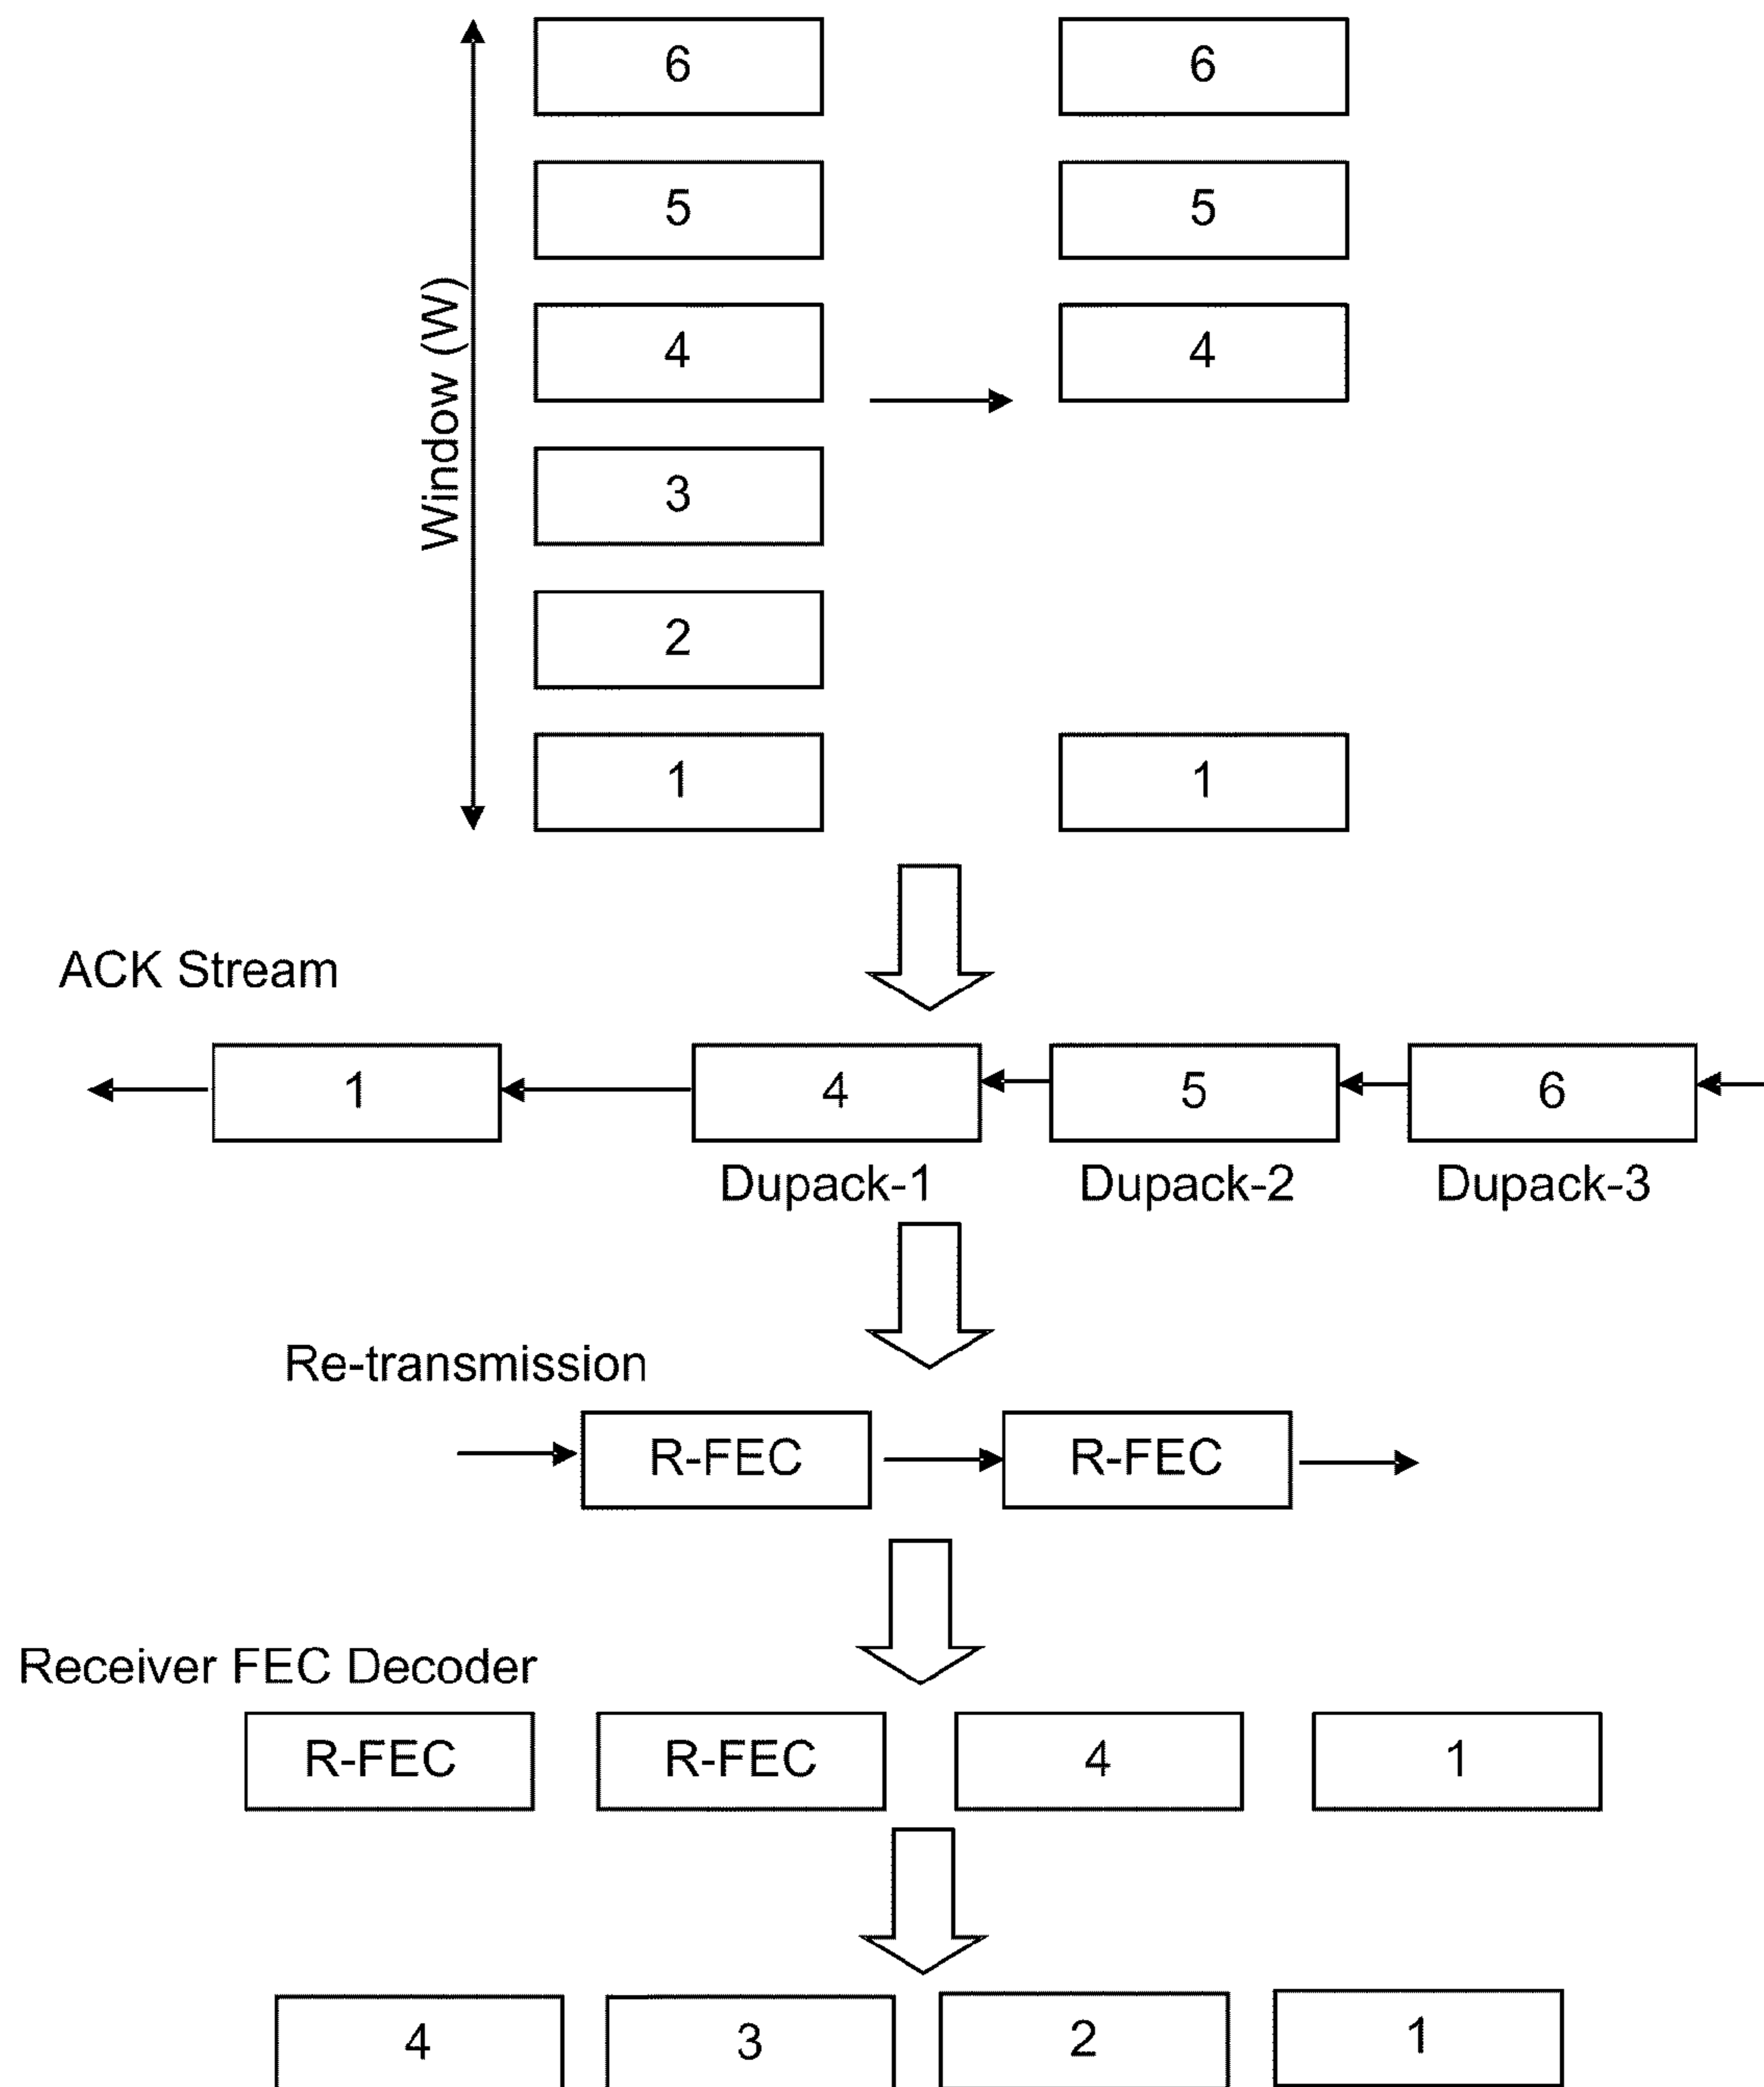 6 6
5 5
Window (W)
4 4
3
2
1 1
ACK Stream
1 4 5 6
Dupack-1 Dupack-2 Dupack-3
Re-transmission
R-FEC R-FEC
Receiver FEC Decoder
R-FEC R-FEC 4 1
4 3 2 1